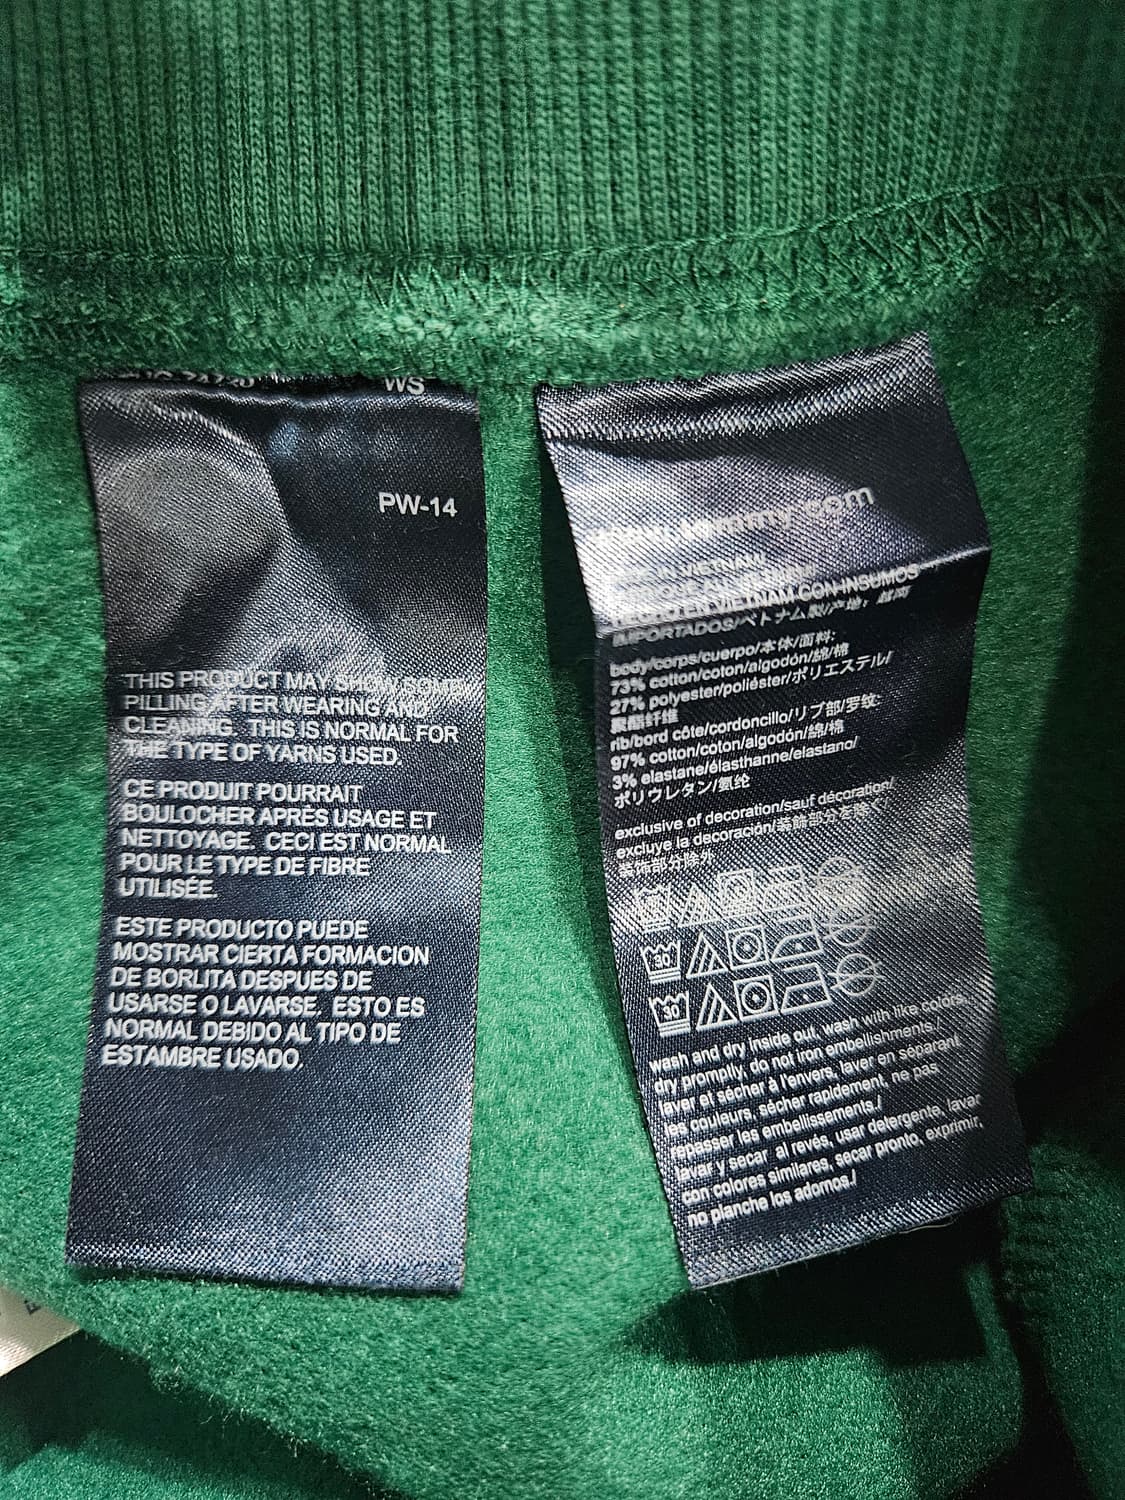 WS
PW-14
THIS PRODUCT MAY SHOW SOME
PILLING AFTER WEARING AND
CLEANING. THIS IS NORMAL FOR
THE TYPE OF YARNS USED.
CE PRODUIT POURRAIT
BOULOCHER APRÈS USAGE ET
NETTOYAGE. CECI EST NORMAL
POUR LE TYPE DE FIBRE
UTILISÉE.
ESTE PRODUCTO PUEDE
MOSTRAR CIERTA FORMACION
DE BORLITA DESPUES DE
USARSE O LAVARSE. ESTO ES
NORMAL DEBIDO AL TIPO DE
ESTAMBRE USADO.
tommy.com
VIETNAM
EN VIETNAM CON INSUMOS
IMPORTADOS/ベトナム製/产地：越南
body/corps/cuerpo/本体/面料:
73% cotton/coton/algodón/綿/棉
27% polyester/poliéster/ポリエステル/
聚酯纤维
rib/bord côte/cordoncillo/リブ部/罗纹:
97% cotton/coton/algodón/綿/棉
3% elastane/élasthanne/elastano/
ポリウレタン/氨纶
exclusive of decoration/sauf décoration/
excluye la decoración/装飾部分を除く/
装饰部分除外
30
30
wash and dry inside out, wash with like colors,
dry promptly, do not iron embellishments/
laver et sécher à l'envers, laver en séparant
les couleurs, sécher rapidement, ne pas
repasser les embellissements/
lavar y secar al revés, usar detergente, lavar
con colores similares, secar pronto, exprimir,
no planche los adornos/